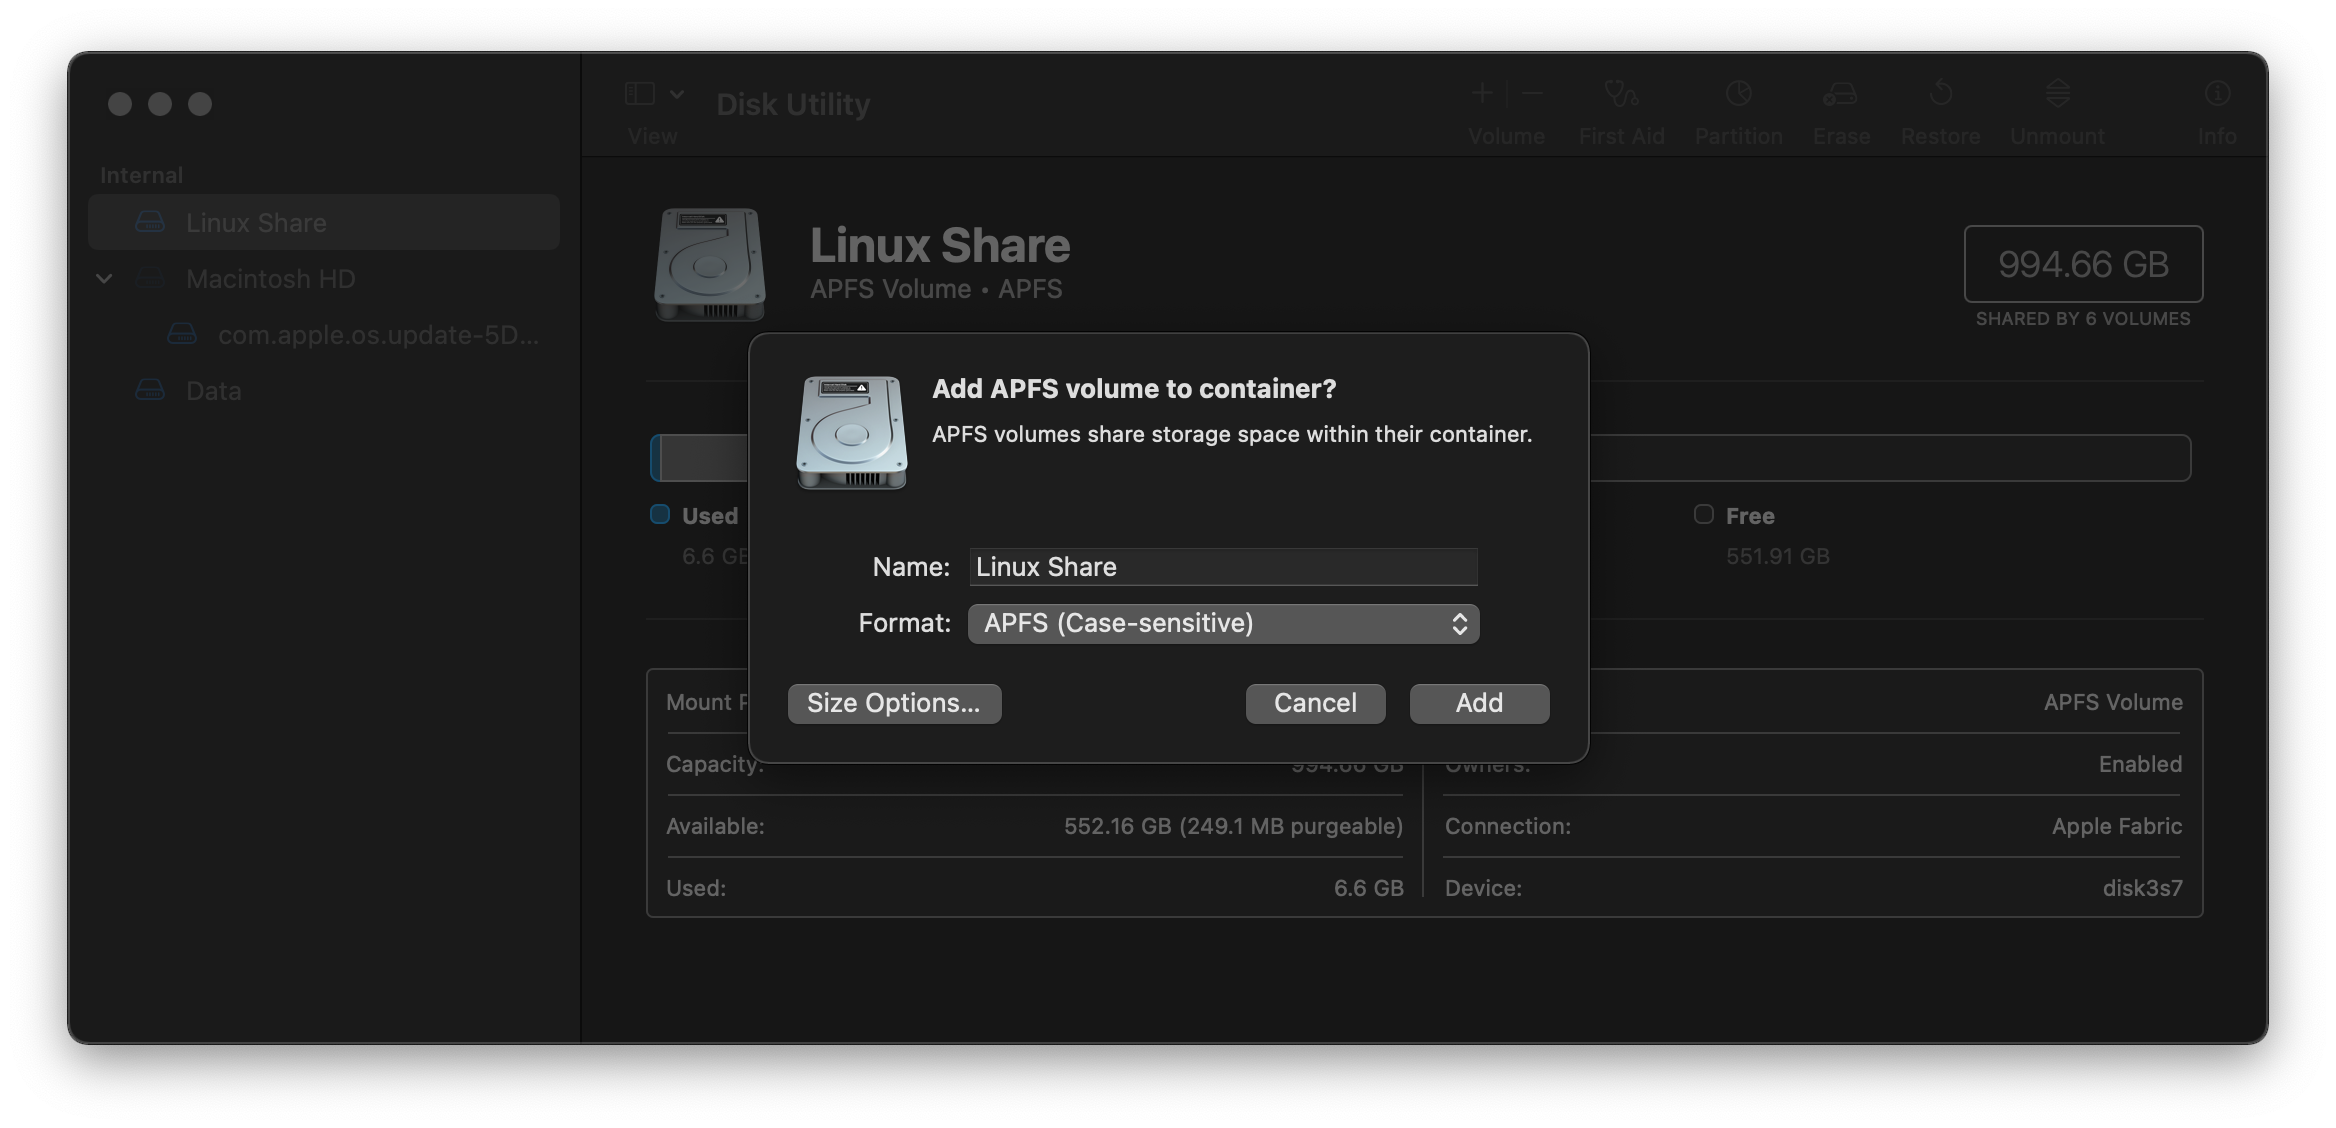 Disk Utility
View
Volume
First Aid
Partition
Erase
Restore
Unmount
Info
Internal
Linux Share
Macintosh HD
com.apple.os.update-5D...
Data
Linux Share
APFS Volume • APFS
994.66 GB
SHARED BY 6 VOLUMES
Add APFS volume to container?
APFS volumes share storage space within their container.
Name: Linux Share
Format: APFS (Case-sensitive)
Size Options...
Cancel
Add
Used
6.6 GB
Free
551.91 GB
Mount
APFS Volume
Capacity: 994.66 GB
Owners: Enabled
Available: 552.16 GB (249.1 MB purgeable)
Connection: Apple Fabric
Used: 6.6 GB
Device: disk3s7